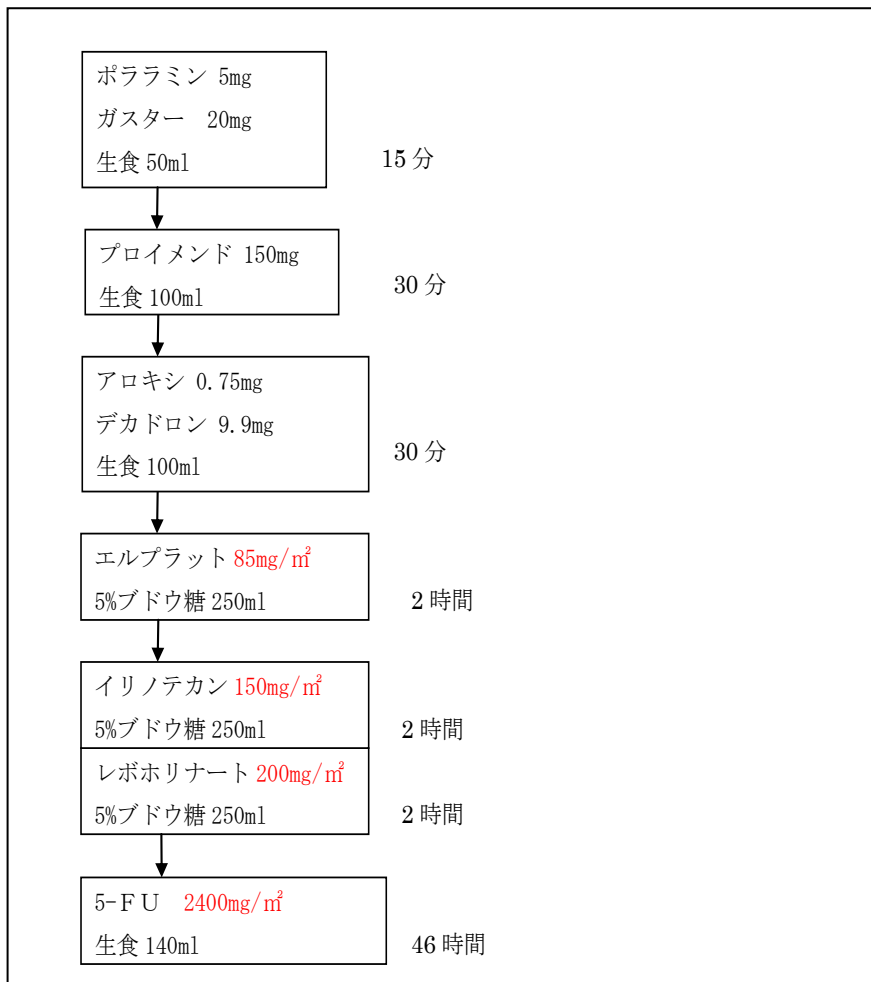 ポララミン 5mg
ガスター　20mg
生食 50ml
15 分
プロイメンド 150mg
生食 100ml
30 分
アロキシ 0.75mg
デカドロン 9.9mg
生食 100ml
30 分
エルプラット 85mg/㎡
5%ブドウ糖 250ml
2 時間
イリノテカン 150mg/㎡
5%ブドウ糖 250ml
2 時間
レボホリナート 200mg/㎡
5%ブドウ糖 250ml
2 時間
5-ＦＵ　2400mg/㎡
生食 140ml
46 時間